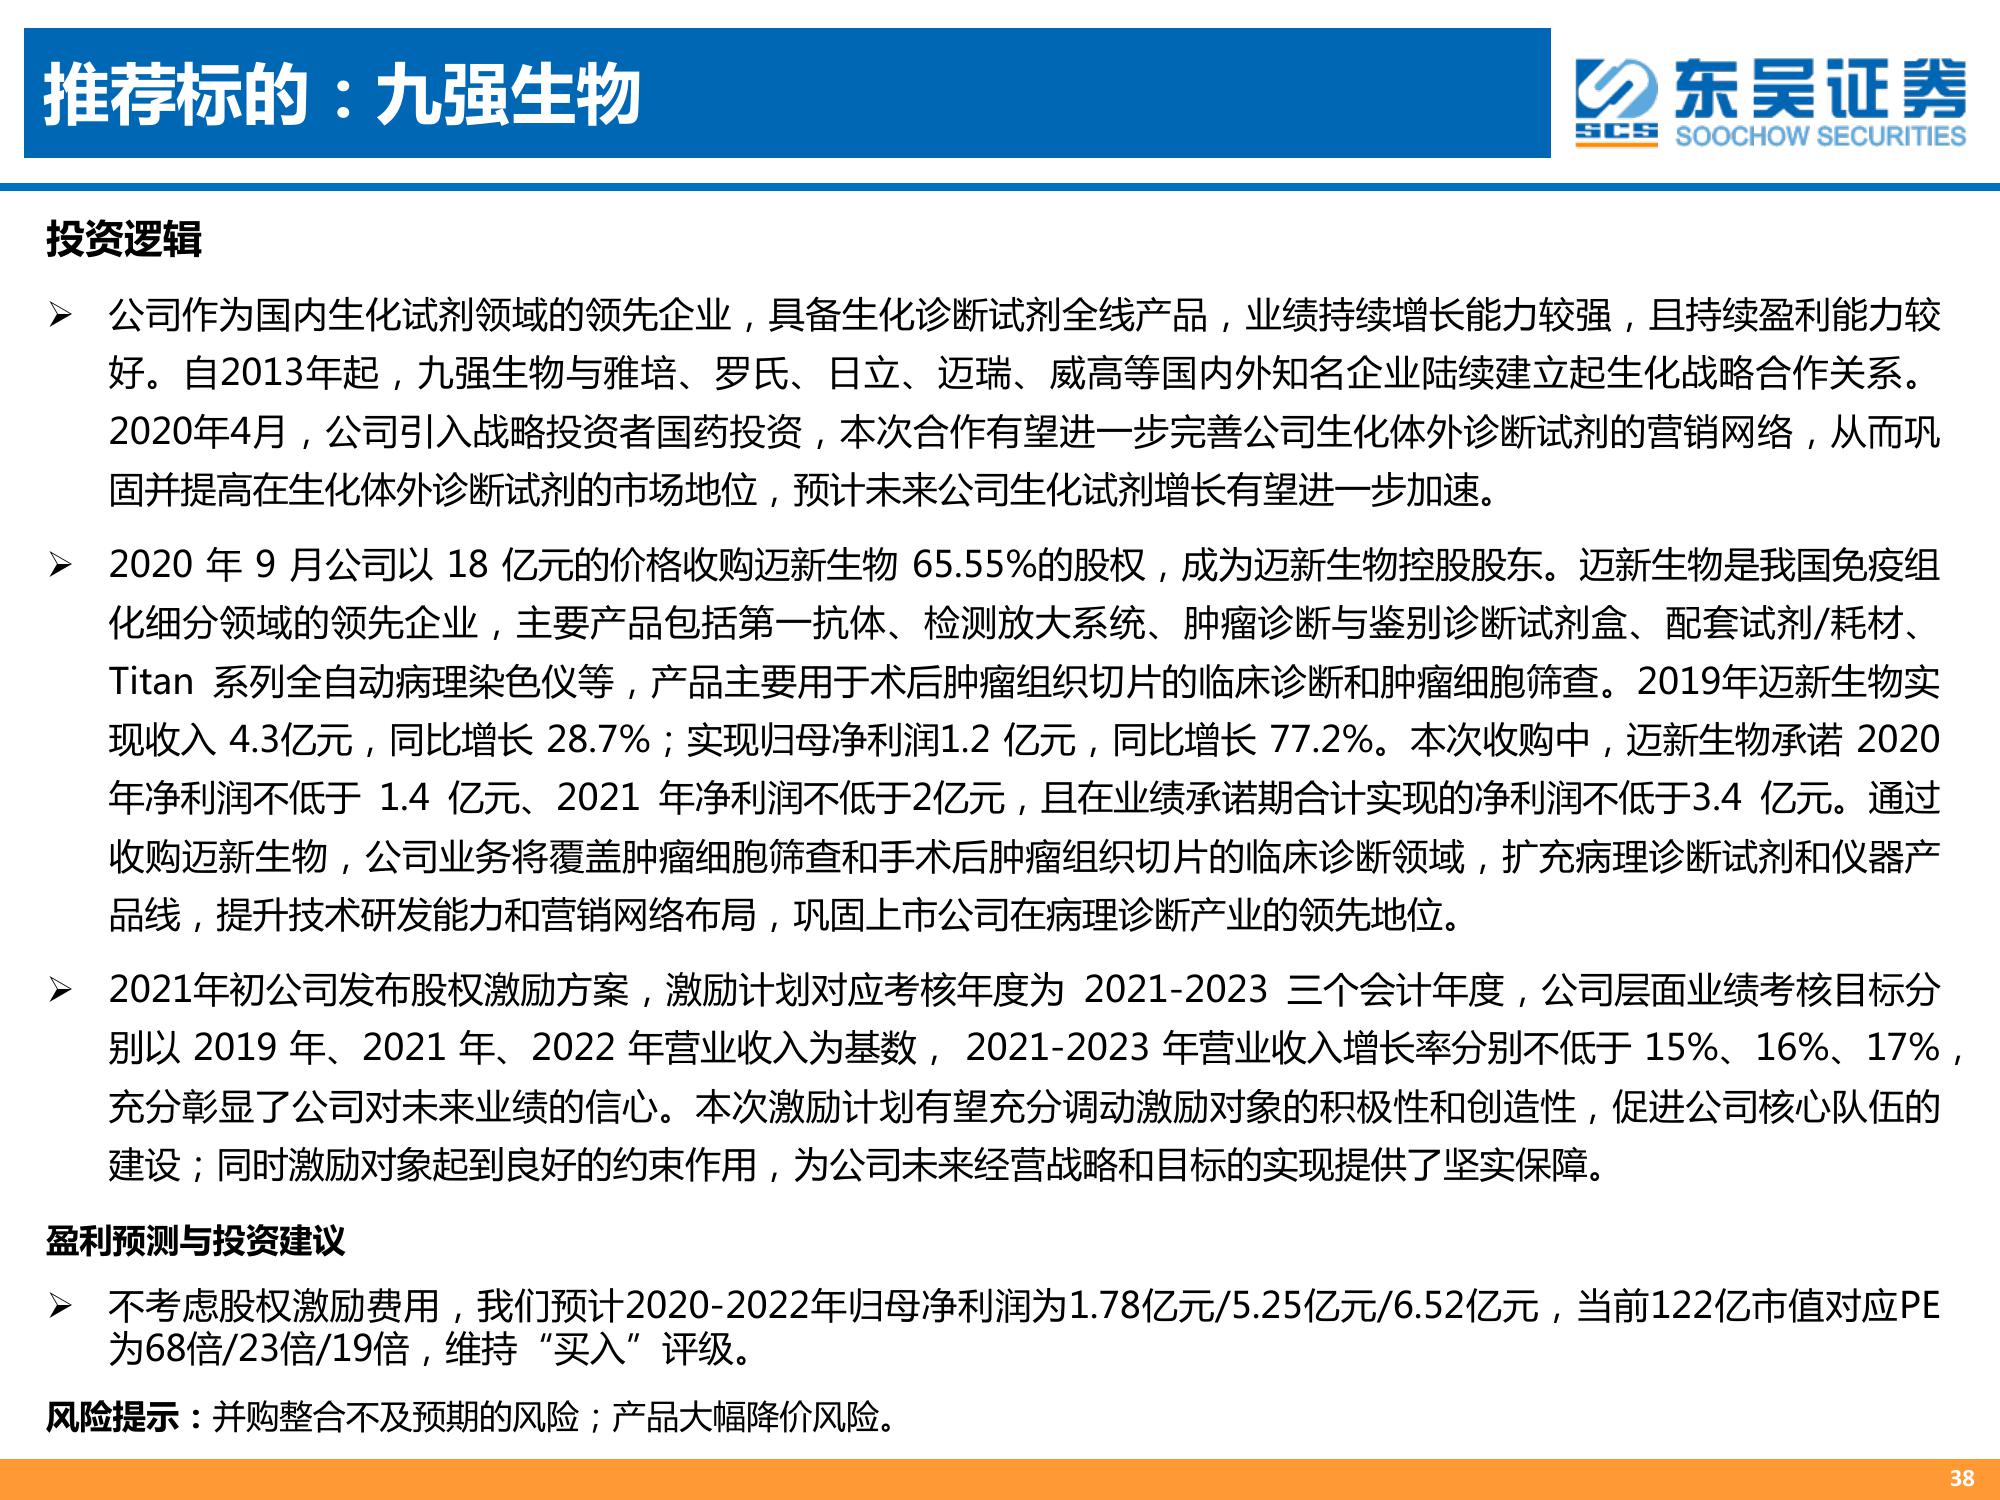 推荐标的：九强生物
东吴证券
SCS
SOOCHOW SECURITIES
投资逻辑
➢ 公司作为国内生化试剂领域的领先企业，具备生化诊断试剂全线产品，业绩持续增长能力较强，且持续盈利能力较
好。自2013年起，九强生物与雅培、罗氏、日立、迈瑞、威高等国内外知名企业陆续建立起生化战略合作关系。
2020年4月，公司引入战略投资者国药投资，本次合作有望进一步完善公司生化体外诊断试剂的营销网络，从而巩
固并提高在生化体外诊断试剂的市场地位，预计未来公司生化试剂增长有望进一步加速。
➢ 2020 年 9 月公司以 18 亿元的价格收购迈新生物 65.55%的股权，成为迈新生物控股股东。迈新生物是我国免疫组
化细分领域的领先企业，主要产品包括第一抗体、检测放大系统、肿瘤诊断与鉴别诊断试剂盒、配套试剂/耗材、
Titan 系列全自动病理染色仪等，产品主要用于术后肿瘤组织切片的临床诊断和肿瘤细胞筛查。2019年迈新生物实
现收入 4.3亿元，同比增长 28.7%；实现归母净利润1.2 亿元，同比增长 77.2%。本次收购中，迈新生物承诺 2020
年净利润不低于 1.4 亿元、2021 年净利润不低于2亿元，且在业绩承诺期合计实现的净利润不低于3.4 亿元。通过
收购迈新生物，公司业务将覆盖肿瘤细胞筛查和手术后肿瘤组织切片的临床诊断领域，扩充病理诊断试剂和仪器产
品线，提升技术研发能力和营销网络布局，巩固上市公司在病理诊断产业的领先地位。
➢ 2021年初公司发布股权激励方案，激励计划对应考核年度为 2021-2023 三个会计年度，公司层面业绩考核目标分
别以 2019 年、2021 年、2022 年营业收入为基数， 2021-2023 年营业收入增长率分别不低于 15%、16%、17%，
充分彰显了公司对未来业绩的信心。本次激励计划有望充分调动激励对象的积极性和创造性，促进公司核心队伍的
建设；同时激励对象起到良好的约束作用，为公司未来经营战略和目标的实现提供了坚实保障。
盈利预测与投资建议
➢ 不考虑股权激励费用，我们预计2020-2022年归母净利润为1.78亿元/5.25亿元/6.52亿元，当前122亿市值对应PE
为68倍/23倍/19倍，维持“买入”评级。
风险提示：并购整合不及预期的风险；产品大幅降价风险。
38